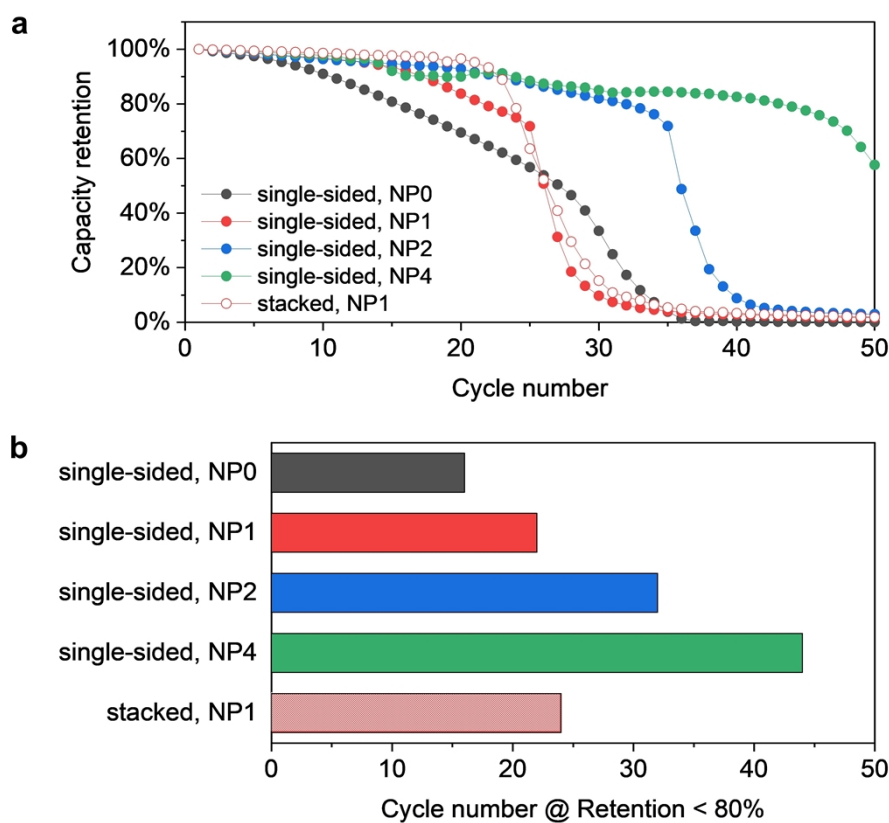 a
100%
80%
60%
40%
20%
0%
Capacity retention
single-sided, NP0
single-sided, NP1
single-sided, NP2
single-sided, NP4
stacked, NP1
0 10 20 30 40 50
Cycle number
b
single-sided, NP0
single-sided, NP1
single-sided, NP2
single-sided, NP4
stacked, NP1
0 10 20 30 40 50
Cycle number @ Retention < 80%